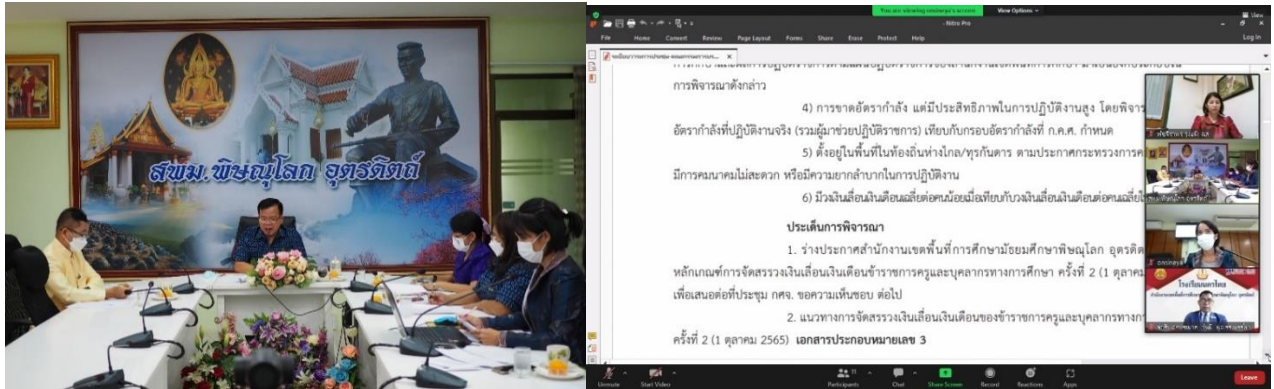 สพม.พิษณุโลก อุตรดิตถ์
You are viewing
screen
View Options
View
- Nitro Pro
File Home Convert Review Page Layout Forms Share Erase Protect Help
Log In
การพิจารณาดังกล่าว
4) การขาดอัตรากำลัง แต่มีประสิทธิภาพในการปฏิบัติงานสูง โดยพิจาร
อัตรากำลังที่ปฏิบัติงานจริง (รวมผู้มาช่วยปฏิบัติราชการ) เทียบกับกรอบอัตรากำลังที่ ก.ค.ศ. กำหนด
5) ตั้งอยู่ในพื้นที่ในท้องถิ่นห่างไกล/ทุรกันดาร ตามประกาศกระทรวงการค
มีการคมนาคมไม่สะดวก หรือมีความยากลำบากในการปฏิบัติงาน
6) มีวงเงินเลื่อนเงินเดือนเฉลี่ยต่อคนน้อยเมื่อเทียบกับวงเงินเลื่อนเงินเดือนต่อคนเฉลี่ย
ประเด็นการพิจารณา
1. ร่างประกาศสำนักงานเขตพื้นที่การศึกษามัธยมศึกษาพิษณุโลก อุตรดิต
หลักเกณฑ์การจัดสรรวงเงินเลื่อนเงินเดือนข้าราชการครูและบุคลากรทางการศึกษา ครั้งที่ 2 (1 ตุลาคม
เพื่อเสนอต่อที่ประชุม กศจ. ขอความเห็นชอบ ต่อไป
2. แนวทางการจัดสรรวงเงินเลื่อนเงินเดือนของข้าราชการครูและบุคลากรทางกา
ครั้งที่ 2 (1 ตุลาคม 2565) เอกสารประกอบหมายเลข 3
โรงเรียนนครไทย
Unmute Start Video Participants 11 Chat Share Screen Record Reactions Apps Leave